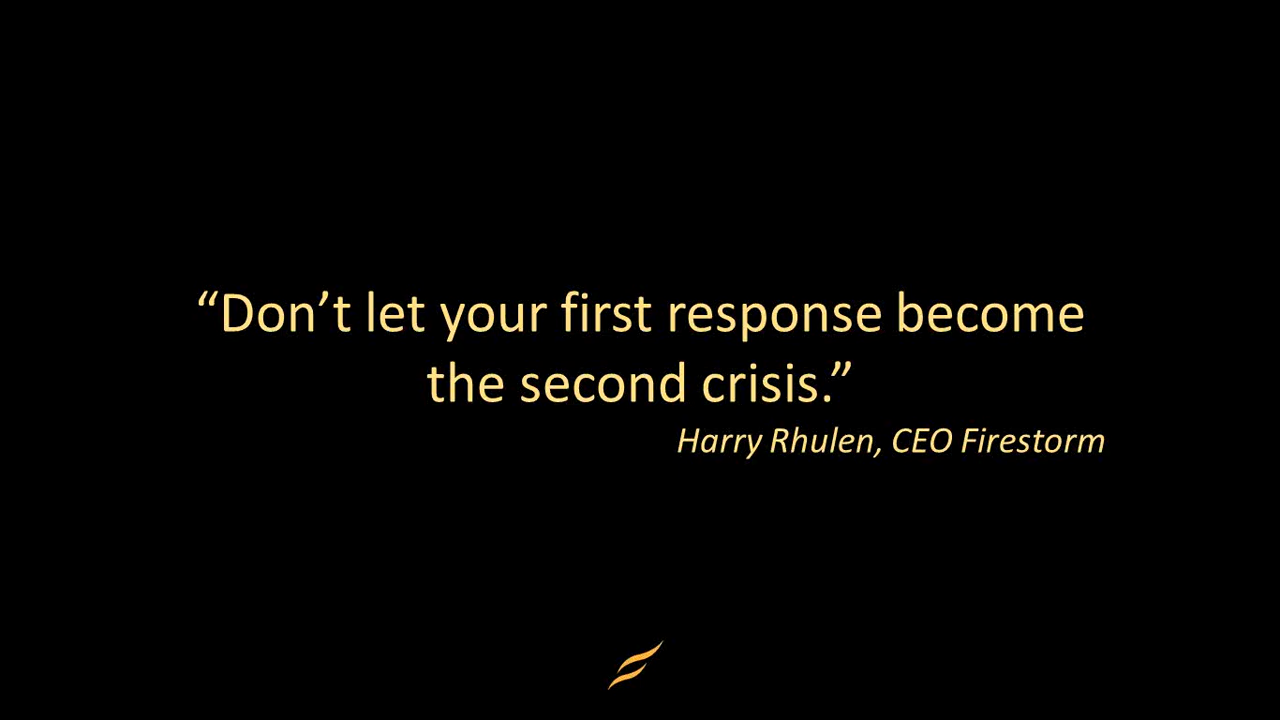 “Don’t let your first response become
the second crisis.”
Harry Rhulen, CEO Firestorm